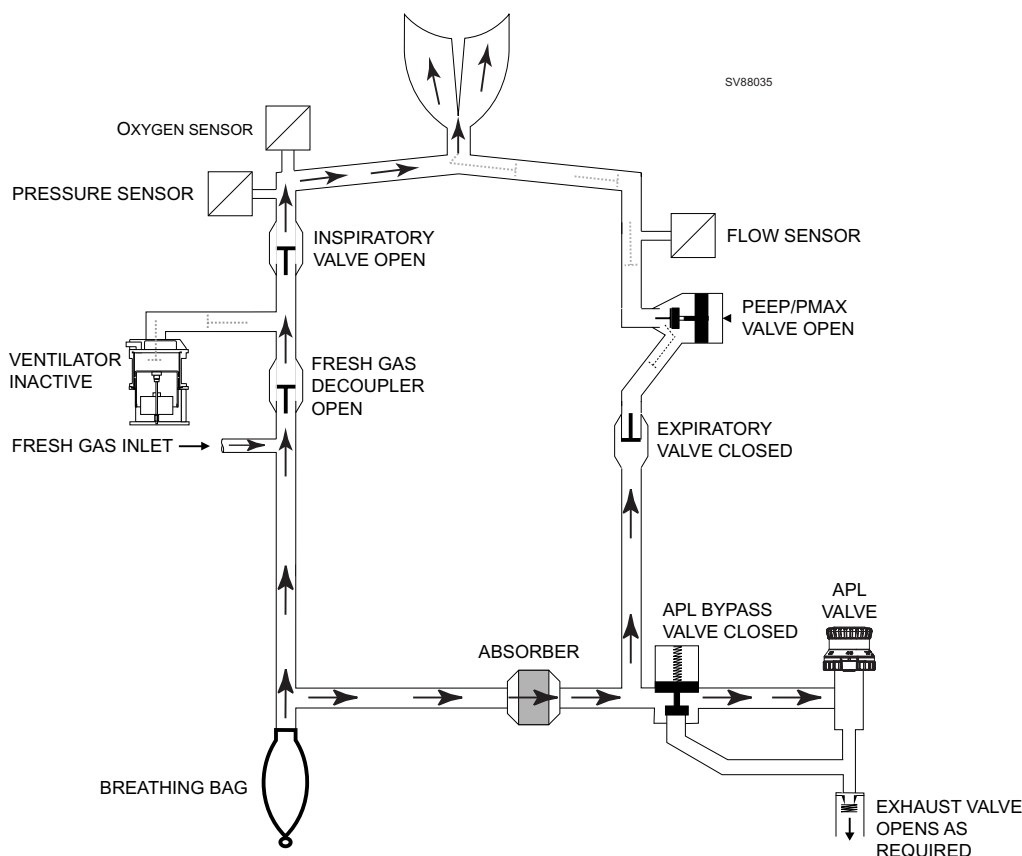 SV88035
OXYGEN SENSOR
PRESSURE SENSOR
INSPIRATORY
VALVE OPEN
FLOW SENSOR
PEEP/PMAX
VALVE OPEN
VENTILATOR
INACTIVE
FRESH GAS
DECOUPLER
OPEN
FRESH GAS INLET
EXPIRATORY
VALVE CLOSED
APL BYPASS
VALVE CLOSED
APL
VALVE
ABSORBER
BREATHING BAG
EXHAUST VALVE
OPENS AS
REQUIRED